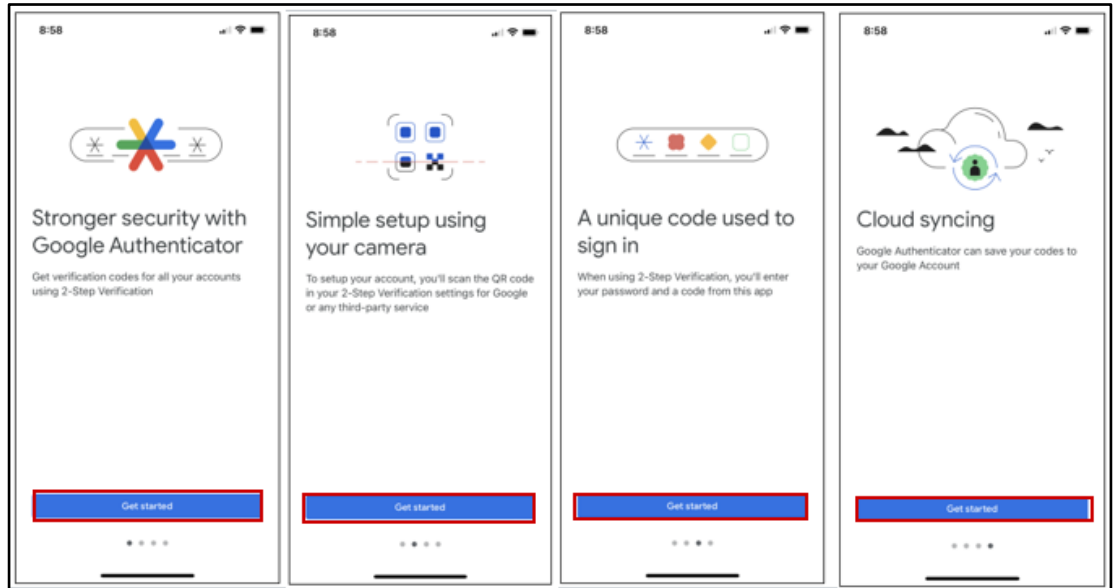 8:58
Stronger security with
Google Authenticator
Get verification codes for all your accounts
using 2-Step Verification
Get started
8:58
Simple setup using
your camera
To setup your account, you'll scan the QR code
in your 2-Step Verification settings for Google
or any third-party service
Get started
8:58
A unique code used to
sign in
When using 2-Step Verification, you'll enter
your password and a code from this app
Get started
8:58
Cloud syncing
Google Authenticator can save your codes to
your Google Account
Get started